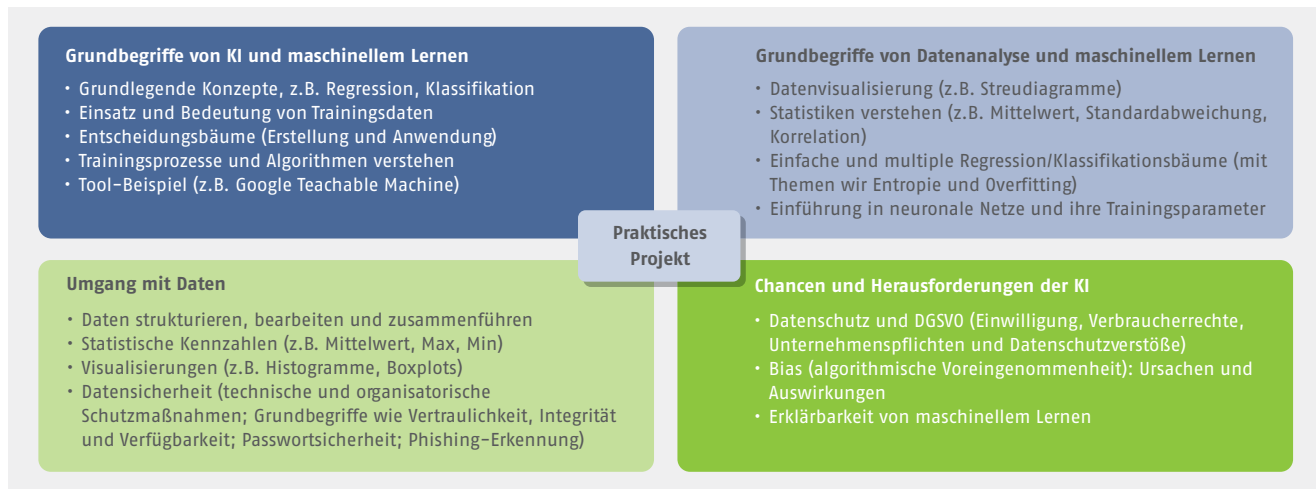 Grundbegriffe von KI und maschinellem Lernen
• Grundlegende Konzepte, z.B. Regression, Klassifikation
• Einsatz und Bedeutung von Trainingsdaten
• Entscheidungsbäume (Erstellung und Anwendung)
• Trainingsprozesse und Algorithmen verstehen
• Tool-Beispiel (z.B. Google Teachable Machine)
Grundbegriffe von Datenanalyse und maschinellem Lernen
• Datenvisualisierung (z.B. Streudiagramme)
• Statistiken verstehen (z.B. Mittelwert, Standardabweichung,
Korrelation)
• Einfache und multiple Regression/Klassifikationsbäume (mit
Themen wir Entropie und Overfitting)
• Einführung in neuronale Netze und ihre Trainingsparameter
Praktisches
Projekt
Umgang mit Daten
• Daten strukturieren, bearbeiten und zusammenführen
• Statistische Kennzahlen (z.B. Mittelwert, Max, Min)
• Visualisierungen (z.B. Histogramme, Boxplots)
• Datensicherheit (technische und organisatorische
Schutzmaßnahmen; Grundbegriffe wie Vertraulichkeit, Integrität
und Verfügbarkeit; Passwortsicherheit; Phishing-Erkennung)
Chancen und Herausforderungen der KI
• Datenschutz und DGSVO (Einwilligung, Verbraucherrechte,
Unternehmenspflichten und Datenschutzverstöße)
• Bias (algorithmische Voreingenommenheit): Ursachen und
Auswirkungen
• Erklärbarkeit von maschinellem Lernen